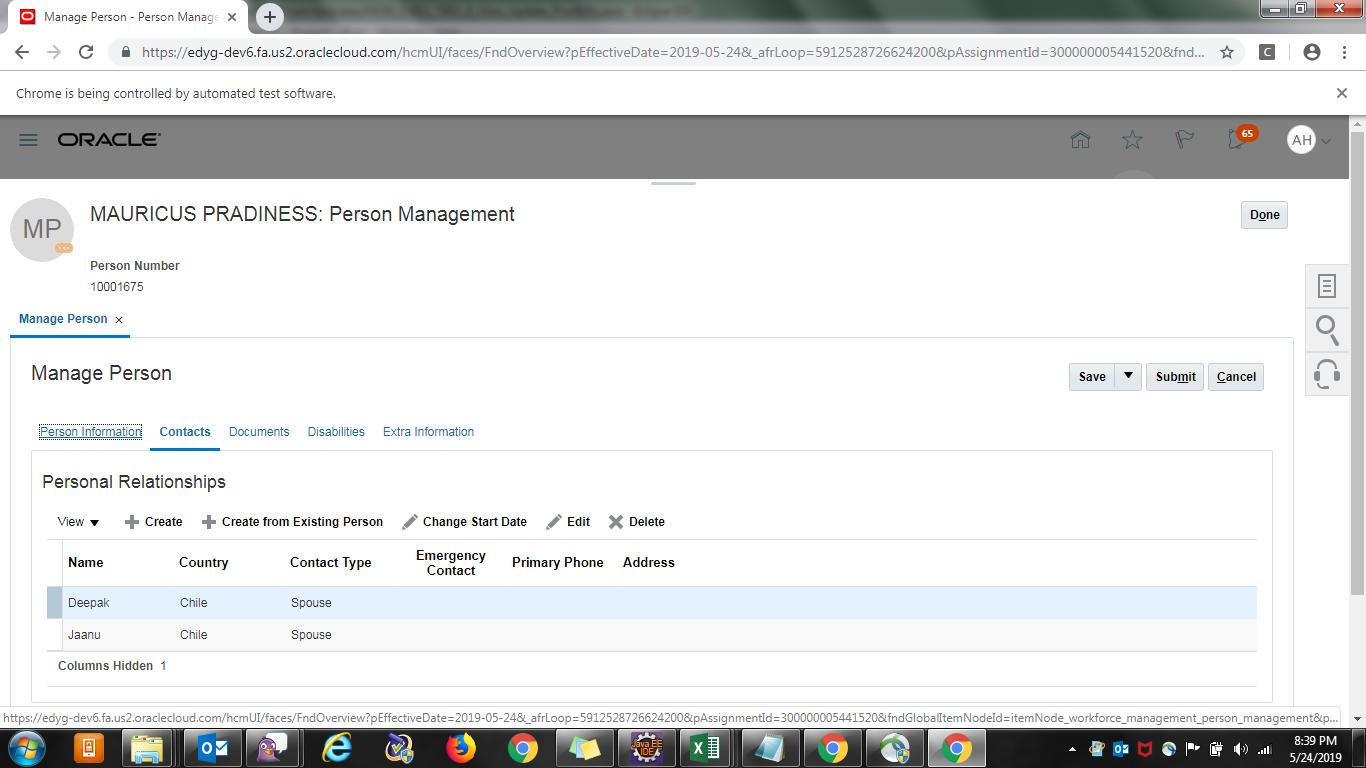 Manage Person - Person Manage
https://edyg-dev6.fa.us2.oraclecloud.com/hcmUI/faces/FndOverview?pEffectiveDate=2019-05-24&_afrLoop=5912528726624200&pAssignmentId=300000005441520&fnd...
C
Chrome is being controlled by automated test software.
ORACLE
65
AH
MP
MAURICUS PRADINESS: Person Management
Done
Person Number
10001675
Manage Person
Manage Person
Save
Submit
Cancel
Person Information Contacts Documents Disabilities Extra Information
Personal Relationships
View Create Create from Existing Person Change Start Date Edit Delete
Name Country Contact Type Emergency Contact Primary Phone Address
Deepak Chile Spouse
Jaanu Chile Spouse
Columns Hidden 1
https://edyg-dev6.fa.us2.oraclecloud.com/hcmUI/faces/FndOverview?pEffectiveDate=2019-05-24&_afrLoop=5912528726624200&pAssignmentId=300000005441520&fndGlobalItemNodeId=itemNode_workforce_management_person_management&p...
Java EE
IDE
8:39 PM
5/24/2019